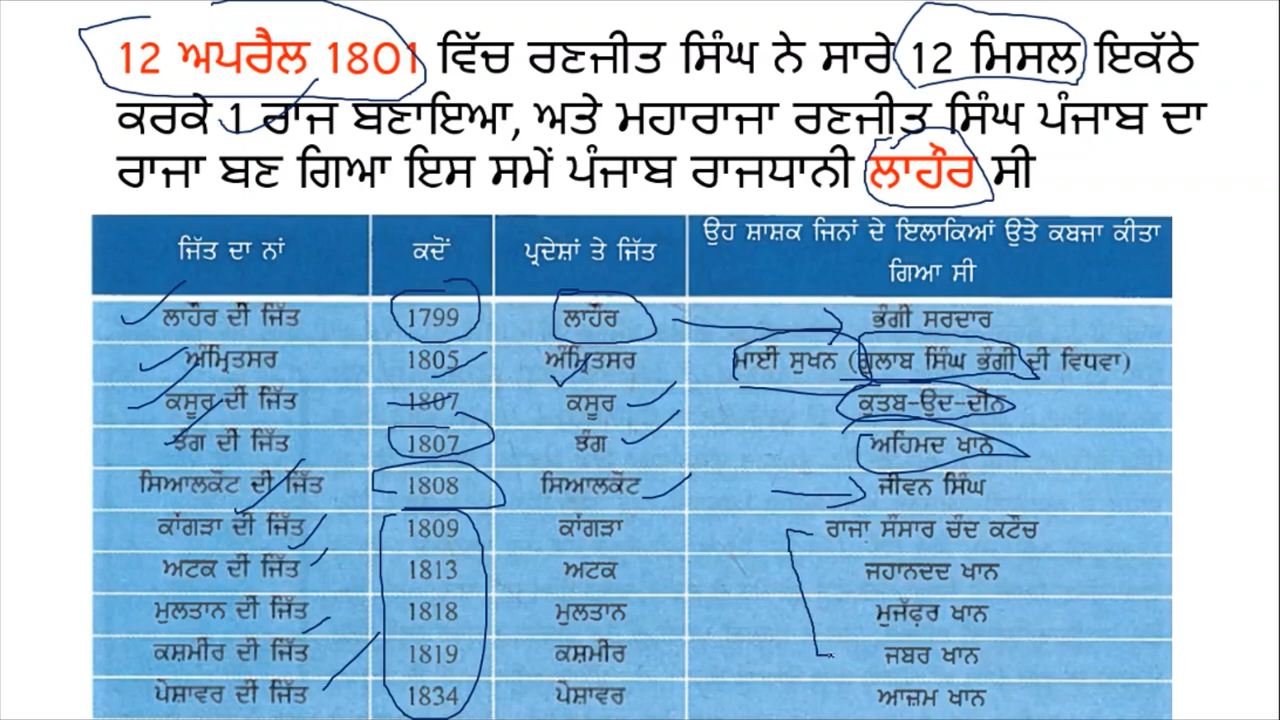 12 ਅਪਰੈਲ 1801 ਵਿੱਚ ਰਣਜੀਤ ਸਿੰਘ ਨੇ ਸਾਰੇ 12 ਮਿਸਲ ਇਕੱਠੇ
ਕਰਕੇ 1 ਰਾਜ ਬਣਾਇਆ, ਅਤੇ ਮਹਾਰਾਜਾ ਰਣਜੀਤ ਸਿੰਘ ਪੰਜਾਬ ਦਾ
ਰਾਜਾ ਬਣ ਗਿਆ ਇਸ ਸਮੇਂ ਪੰਜਾਬ ਰਾਜਧਾਨੀ ਲਾਹੌਰ ਸੀ
ਜਿੱਤ ਦਾ ਨਾਂ ਕਦੋਂ ਪ੍ਰਦੇਸ਼ਾਂ ਤੇ ਜਿੱਤ ਉਹ ਸ਼ਾਸ਼ਕ ਜਿਨਾਂ ਦੇ ਇਲਾਕਿਆਂ ਉਤੇ ਕਬਜਾ ਕੀਤਾ
ਗਿਆ ਸੀ
ਲਾਹੌਰ ਦੀ ਜਿੱਤ 1799 ਲਾਹੌਰ ਭੰਗੀ ਸਰਦਾਰ
ਅੰਮ੍ਰਿਤਸਰ 1805 ਅੰਮ੍ਰਿਤਸਰ ਮਾਈ ਸੁਖਨ (ਗੁਲਾਬ ਸਿੰਘ ਭੰਗੀ ਦੀ ਵਿਧਵਾ)
ਕਸੂਰ ਦੀ ਜਿੱਤ 1807 ਕਸੂਰ ਕੁਤਬ-ਉਦ-ਦੀਨ
ਝੰਗ ਦੀ ਜਿੱਤ 1807 ਝੰਗ ਅਹਿਮਦ ਖਾਨ
ਸਿਆਲਕੌਟ ਦੀ ਜਿੱਤ 1808 ਸਿਆਲਕੌਟ ਜੀਵਨ ਸਿੰਘ
ਕਾਂਗੜਾ ਦੀ ਜਿੱਤ 1809 ਕਾਂਗੜਾ ਰਾਜਾ ਸੰਸਾਰ ਚੰਦ ਕਟੋਚ
ਅਟਕ ਦੀ ਜਿੱਤ 1813 ਅਟਕ ਜਹਾਨਦਦ ਖਾਨ
ਮੁਲਤਾਨ ਦੀ ਜਿੱਤ 1818 ਮੁਲਤਾਨ ਮੁਜੱਫ਼ਰ ਖਾਨ
ਕਸ਼ਮੀਰ ਦੀ ਜਿੱਤ 1819 ਕਸ਼ਮੀਰ ਜਬਰ ਖਾਨ
ਪੇਸ਼ਾਵਰ ਦੀ ਜਿੱਤ 1834 ਪੇਸ਼ਾਵਰ ਆਜ਼ਮ ਖਾਨ